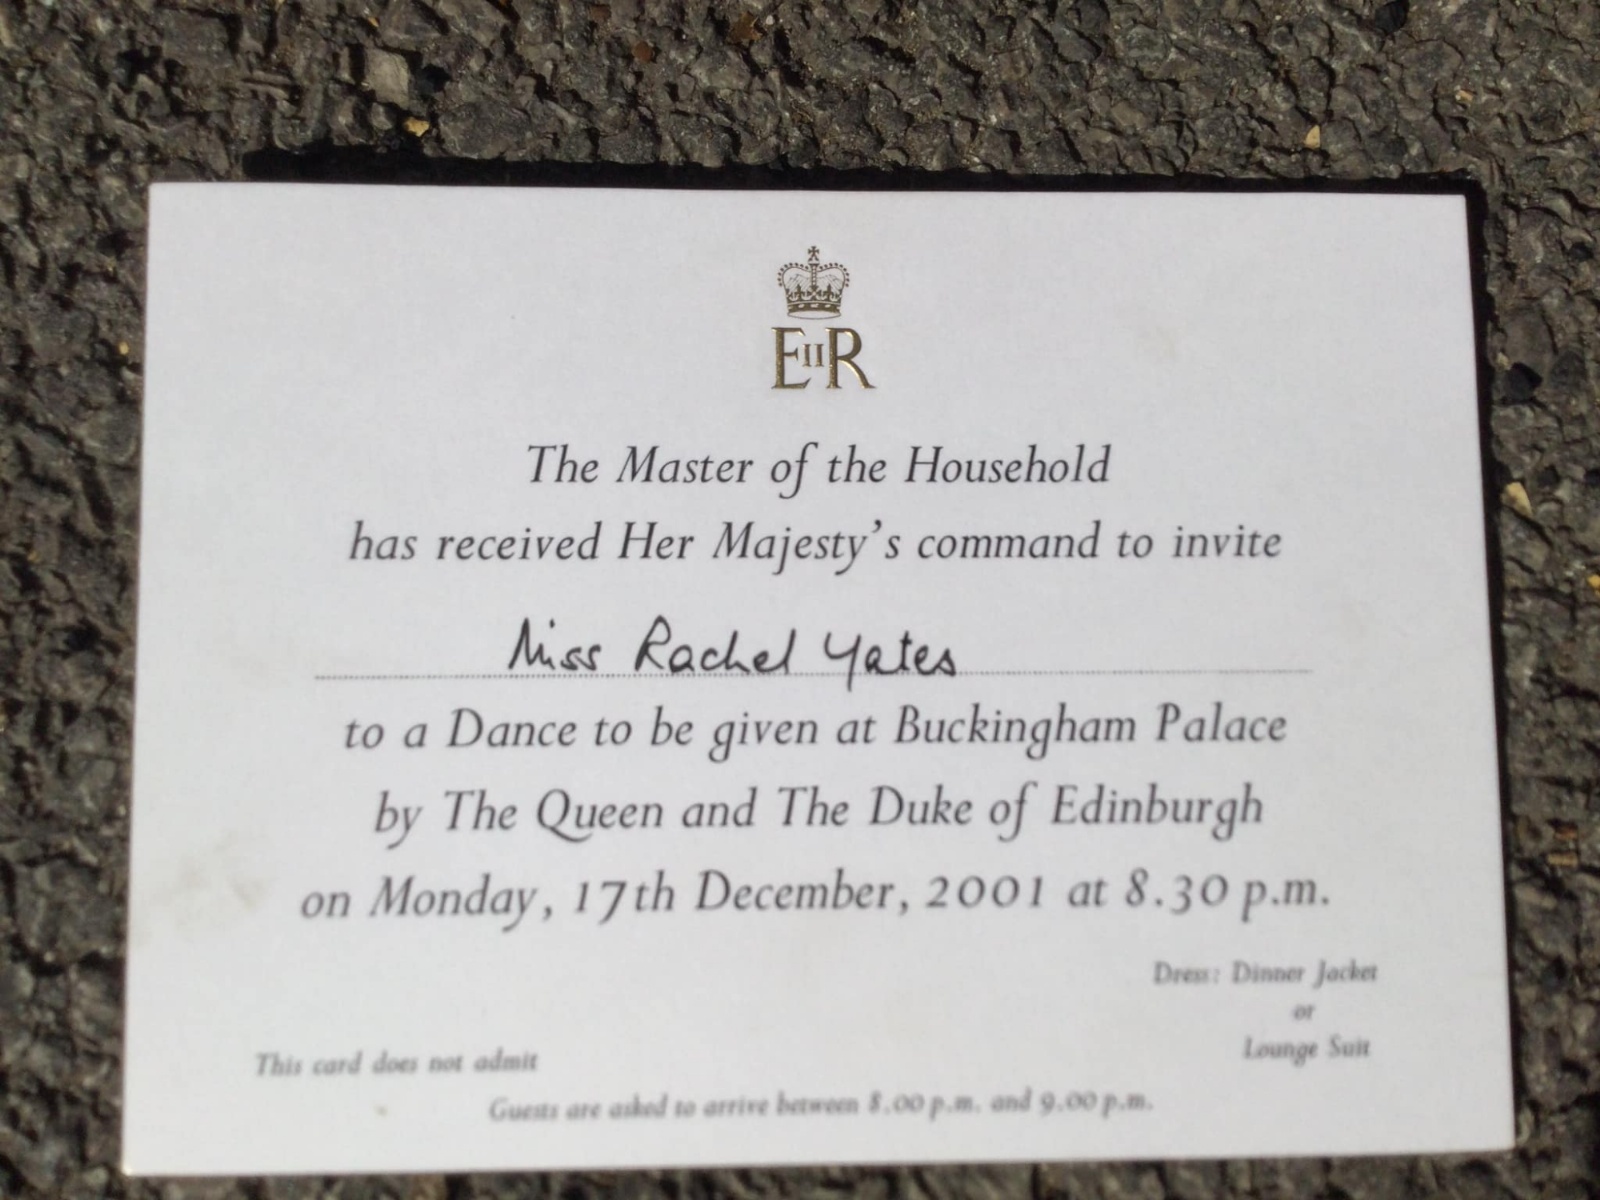 EIIR
The Master of the Household
has received Her Majesty's command to invite
Miss Rachel Yates
to a Dance to be given at Buckingham Palace
by The Queen and The Duke of Edinburgh
on Monday, 17th December, 2001 at 8.30 p.m.
Dress: Dinner Jacket
or
Lounge Suit
This card does not admit
Guests are asked to arrive between 8.00 p.m. and 9.00 p.m.